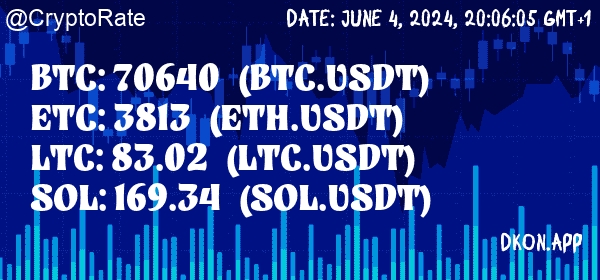 @CryptoRate
DATE: JUNE 4, 2024, 20:06:05 GMT+1
BTC: 70640 (BTC.USDT)
ETC: 3813 (ETH.USDT)
LTC: 83.02 (LTC.USDT)
SOL: 169.34 (SOL.USDT)
DKON.APP